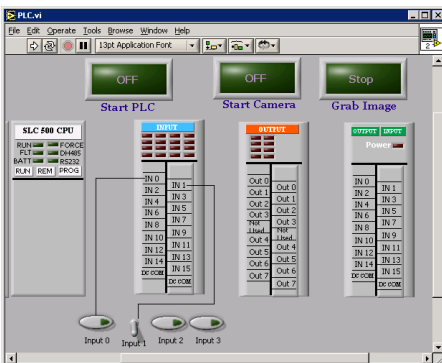 PLC.vi
File Edit Operate Tools Browse Window Help
13pt Application Font
2
OFF
OFF
Stop
Start PLC
Start Camera
Grab Image
SLC 500 CPU
RUN FORCE
FLT DH485
BATT RS232
RUN REM PROG
INPUT
IN 0
IN 1
IN 2
IN 3
IN 4
IN 5
IN 6
IN 7
IN 8
IN 9
IN 10
IN 11
IN 12
IN 13
IN 14
IN 15
DC COM
DC COM
OUTPUT
Out 0
Out 0
Out 1
Out 1
Out 2
Out 2
Out 3
Out 3
Not Used
Not Used
Out 4
Out 4
Out 5
Out 5
Out 6
Out 6
Out 7
Out 7
OUTPUT INPUT
Power
IN 0
IN 1
IN 2
IN 3
IN 4
IN 5
IN 6
IN 7
IN 8
IN 9
IN 10
IN 11
IN 12
IN 13
IN 14
IN 15
DC COM
DC COM
Input 0
Input 1
Input 2
Input 3